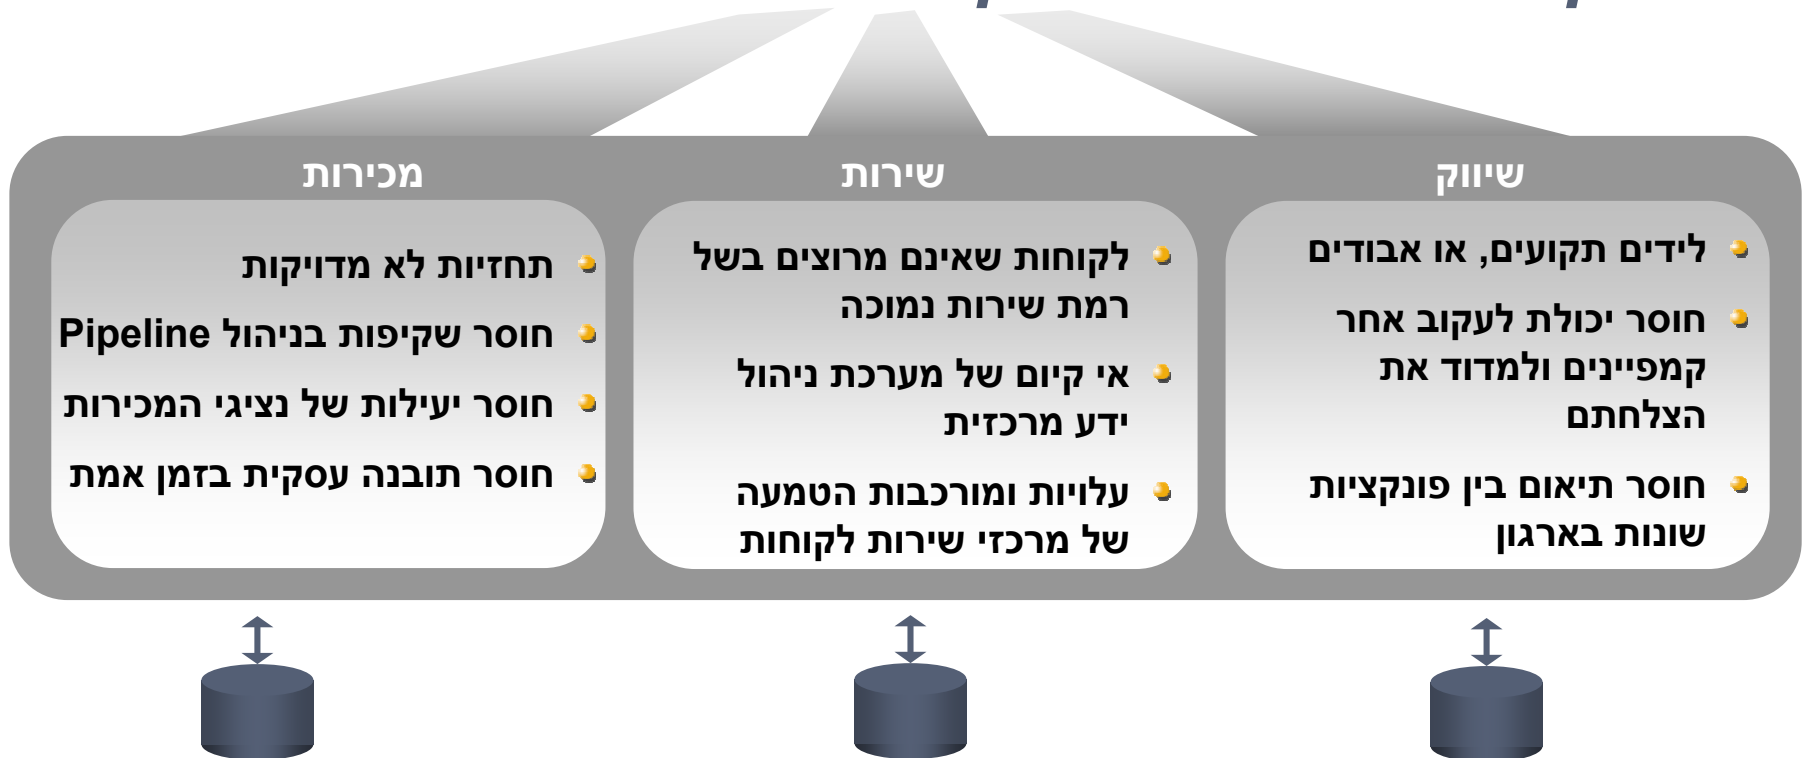 שיווק
לידים תקועים, או אבודים
חוסר יכולת לעקוב אחר
קמפיינים ולמדוד את
הצלחתם
חוסר תיאום בין פונקציות
שונות בארגון
שירות
לקוחות שאינם מרוצים בשל
רמת שירות נמוכה
אי קיום של מערכת ניהול
ידע מרכזית
עלויות ומורכבות הטמעה
של מרכזי שירות לקוחות
מכירות
תחזיות לא מדויקות
חוסר שקיפות בניהול Pipeline
חוסר יעילות של נציגי המכירות
חוסר תובנה עסקית בזמן אמת